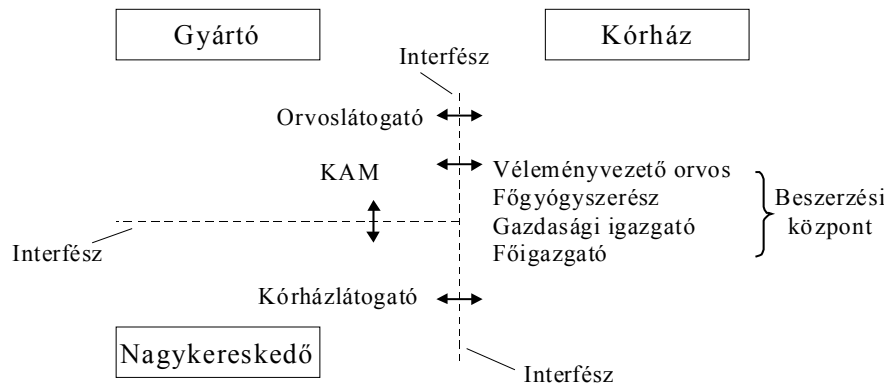 Gyártó
Kórház
Interfész
Orvoslátogató
KAM
Véleményvezető orvos
Főgyógyszerész
Gazdasági igazgató
Főigazgató
Beszerzési
központ
Interfész
Kórházlátogató
Nagykereskedő
Interfész